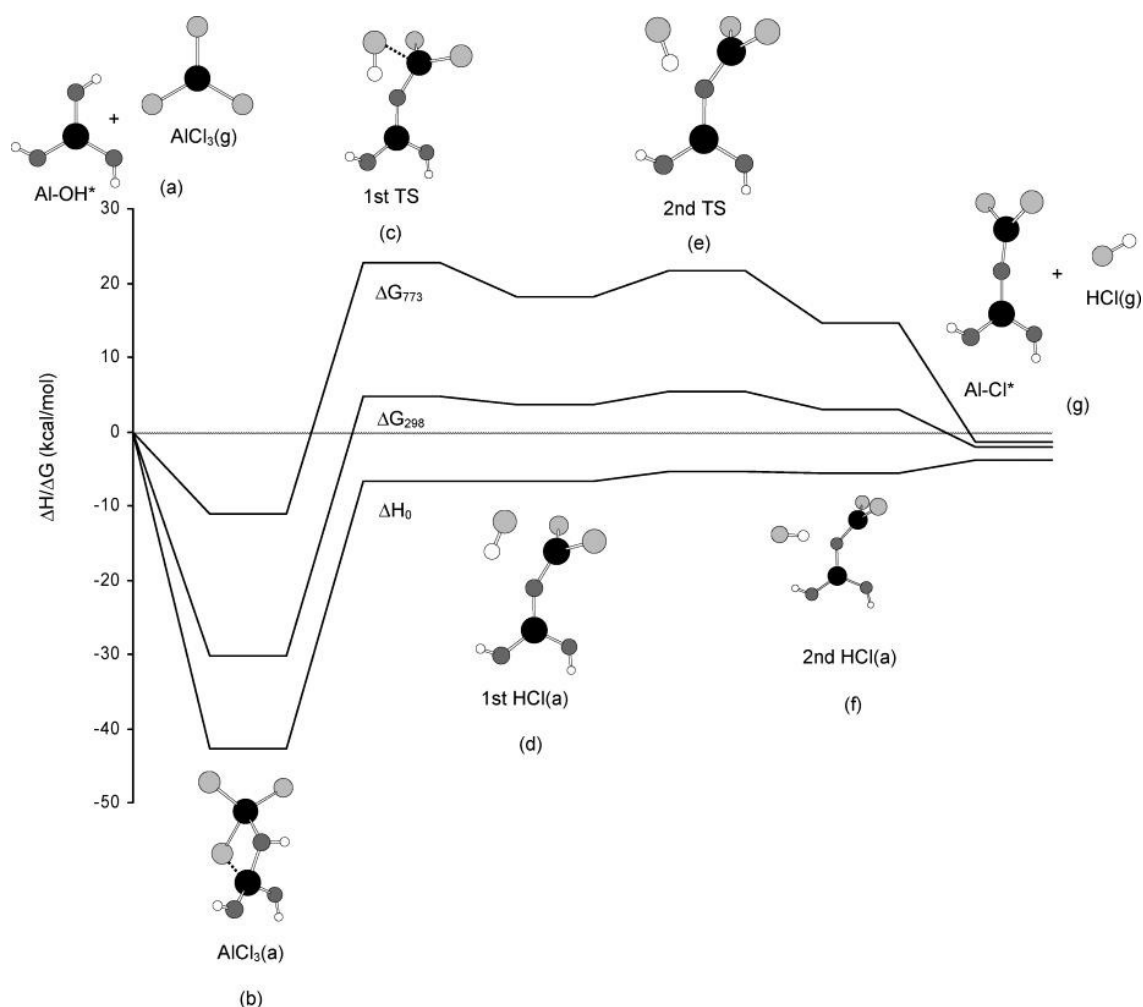 Al-OH*
+
AlCl₃(g)
(a)
1st TS
(c)
2nd TS
(e)
+
HCl(g)
Al-Cl*
(g)
ΔH/ΔG (kcal/mol)
30
20
10
0
-10
-20
-30
-40
-50
ΔG₇₇₃
ΔG₂₉₈
ΔH₀
1st HCl(a)
(d)
2nd HCl(a)
(f)
AlCl₃(a)
(b)